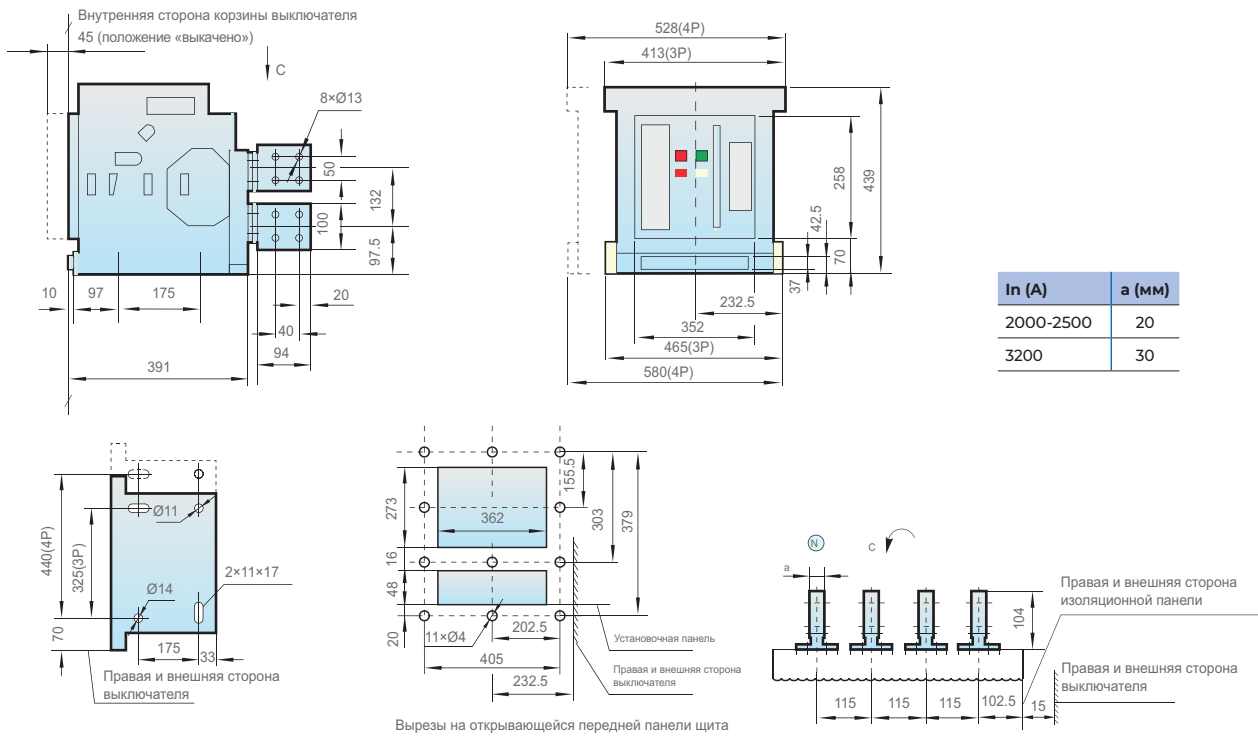 Внутренняя сторона корзины выключателя
45 (положение «выкачено»)
C
8×Ø13
50
132
100
97.5
10
97
175
20
40
94
391
528(4P)
413(3P)
258
439
42.5
70
37
232.5
352
465(3P)
580(4P)
In (A)
a (мм)
2000-2500
20
3200
30
440(4P)
325(3P)
70
Ø11
Ø14
2×11×17
175
33
Правая и внешняя сторона
выключателя
273
362
16
48
20
155.5
303
379
11×Ø4
202.5
405
232.5
Установочная панель
Правая и внешняя сторона
выключателя
Вырезы на открывающейся передней панели щита
N
C
a
104
Правая и внешняя сторона
изоляционной панели
Правая и внешняя сторона
выключателя
115
115
115
102.5
15